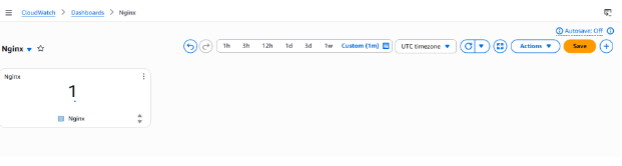 CloudWatch > Dashboards > Nginx
Autosave: Off
Nginx
1h 3h 12h 1d 3d 1w Custom (1m) UTC timezone Actions Save
Nginx
1
Nginx